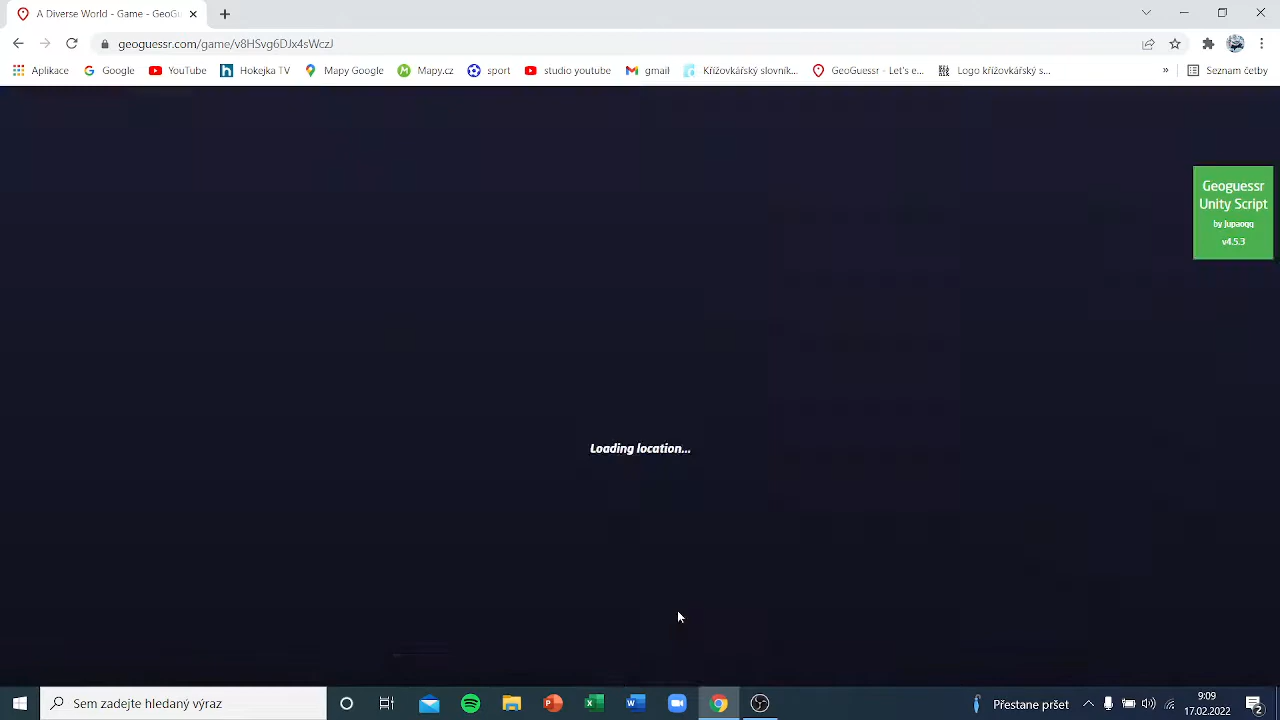 A Diverse World - Game - GeoGu
geoguessr.com/game/v8HSvg6DJx4sWczJ
Aplikace Google YouTube Hokejka TV Mapy Google Mapy.cz sport studio youtube gmail Křížovkářský slovník... GeoGuessr - Let's e... Logo křížovkářský s... » Seznam četby
Geoguessr
Unity Script
by Jupaoqq
v4.5.3
Loading location...
Sem zadejte hledaný výraz
Přestane pršet
9:09
17.02.2022
2